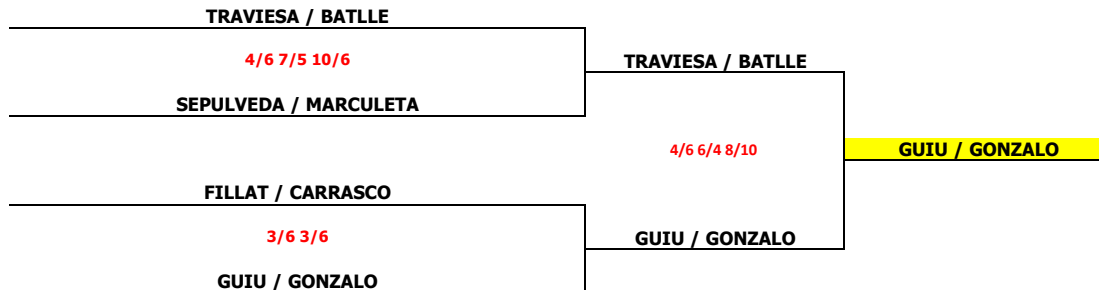 TRAVIESA / BATLLE
4/6 7/5 10/6
TRAVIESA / BATLLE
SEPULVEDA / MARCULETA
4/6 6/4 8/10
GUIU / GONZALO
FILLAT / CARRASCO
3/6 3/6
GUIU / GONZALO
GUIU / GONZALO